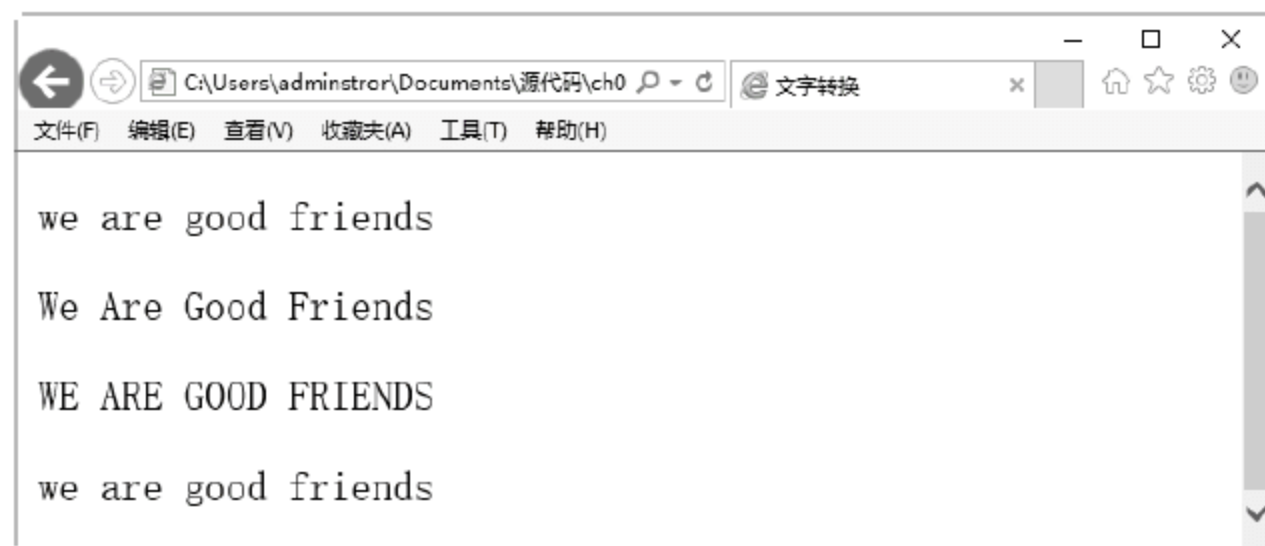 C:\Users\adminstror\Documents\源代码\ch0
文字转换
文件(F) 编辑(E) 查看(V) 收藏夹(A) 工具(T) 帮助(H)
we are good friends
We Are Good Friends
WE ARE GOOD FRIENDS
we are good friends